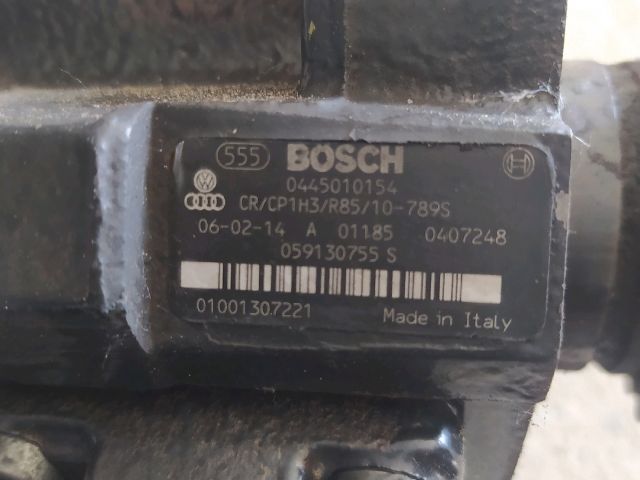 555 BOSCH
0445010154
CR/CP1H3/R85/10-789S
06-02-14 A 01185 0407248
059130755 S
01001307221 Made in Italy